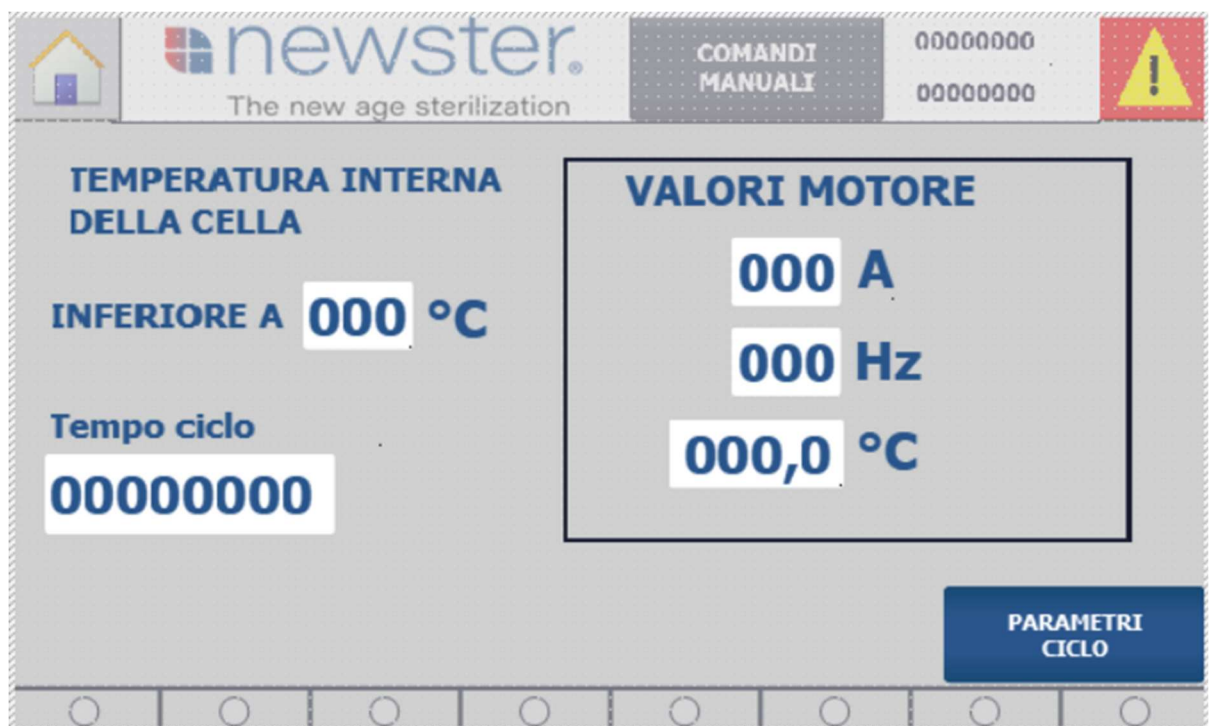 newster®
The new age sterilization
COMANDI
MANUALI
00000000
00000000
!
TEMPERATURA INTERNA
DELLA CELLA
INFERIORE A 000 °C
Tempo ciclo
00000000
VALORI MOTORE
000 A
000 Hz
000,0 °C
PARAMETRI
CICLO